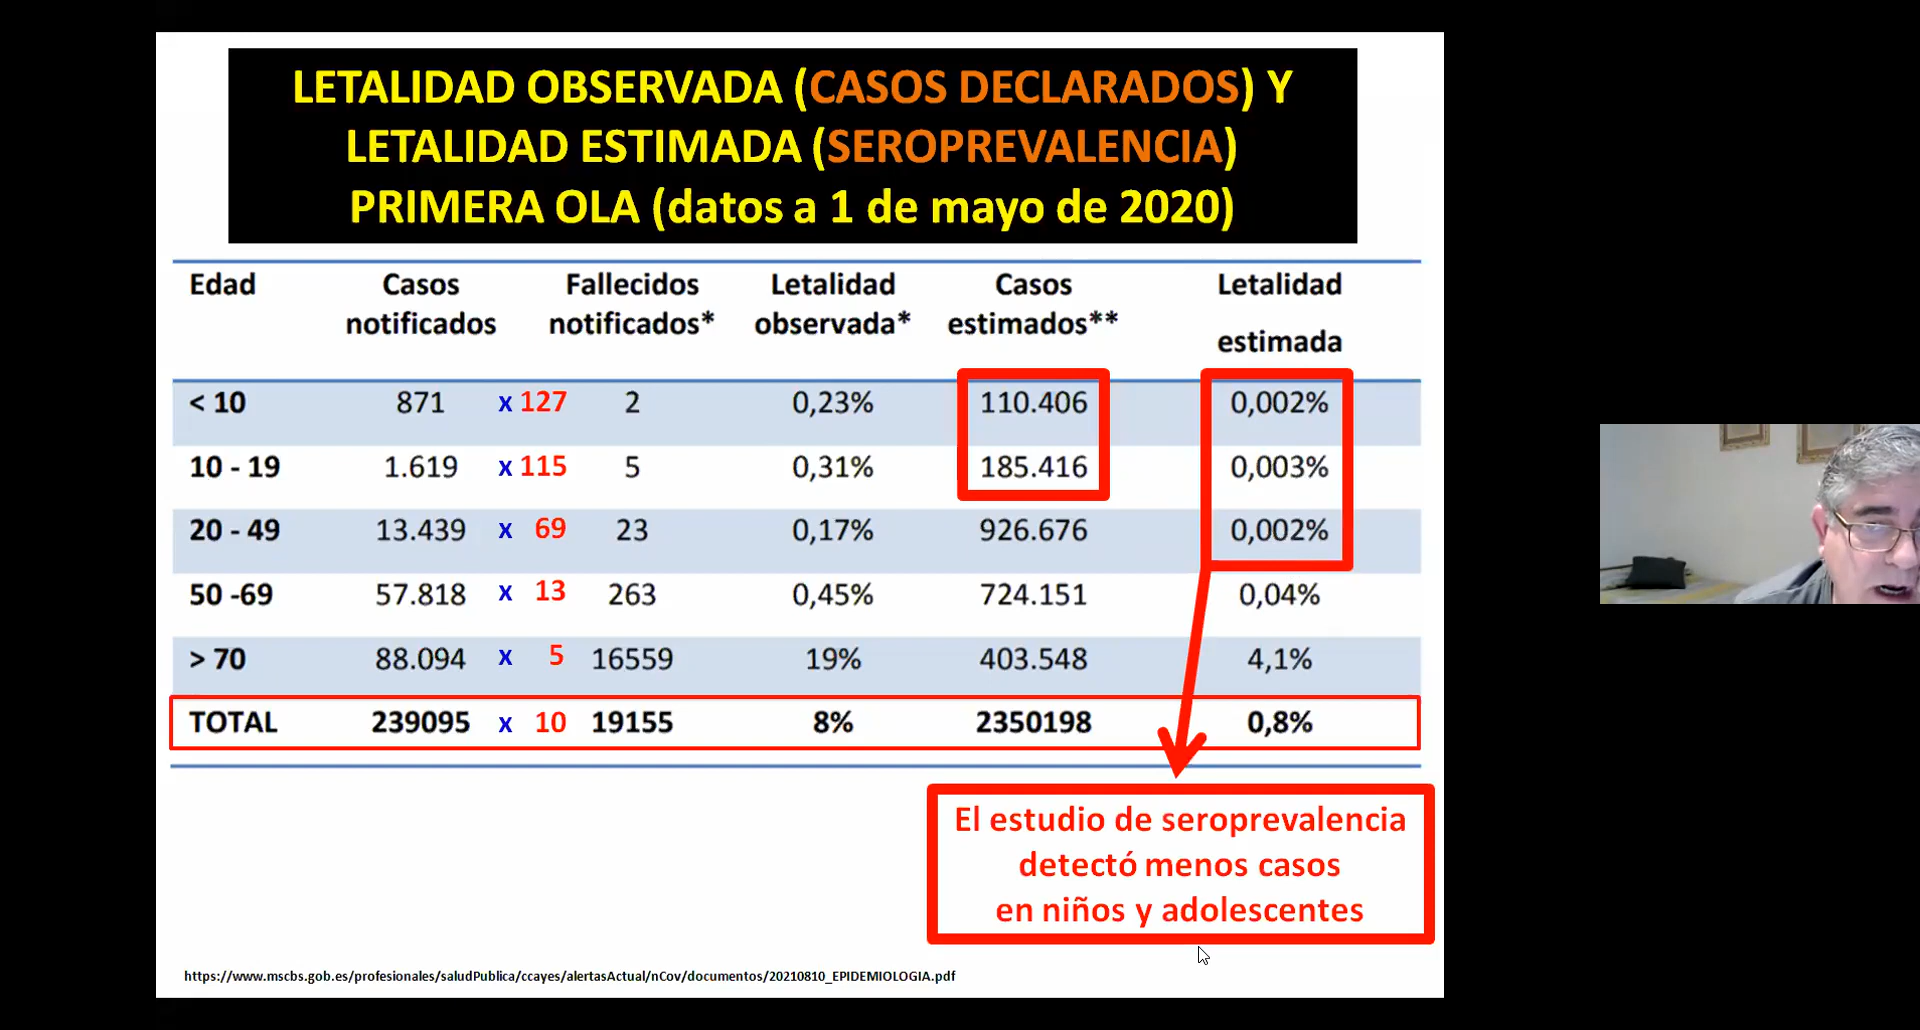 LETALIDAD OBSERVADA (CASOS DECLARADOS) Y
LETALIDAD ESTIMADA (SEROPREVALENCIA)
PRIMERA OLA (datos a 1 de mayo de 2020)
Edad Casos notificados Fallecidos notificados* Letalidad observada* Casos estimados** Letalidad estimada
< 10 871 x 127 2 0,23% 110.406 0,002%
10 - 19 1.619 x 115 5 0,31% 185.416 0,003%
20 - 49 13.439 x 69 23 0,17% 926.676 0,002%
50 -69 57.818 x 13 263 0,45% 724.151 0,04%
> 70 88.094 x 5 16559 19% 403.548 4,1%
TOTAL 239095 x 10 19155 8% 2350198 0,8%
El estudio de seroprevalencia
detectó menos casos
en niños y adolescentes
https://www.mscbs.gob.es/profesionales/saludPublica/ccayes/alertasActual/nCov/documentos/20210810_EPIDEMIOLOGIA.pdf